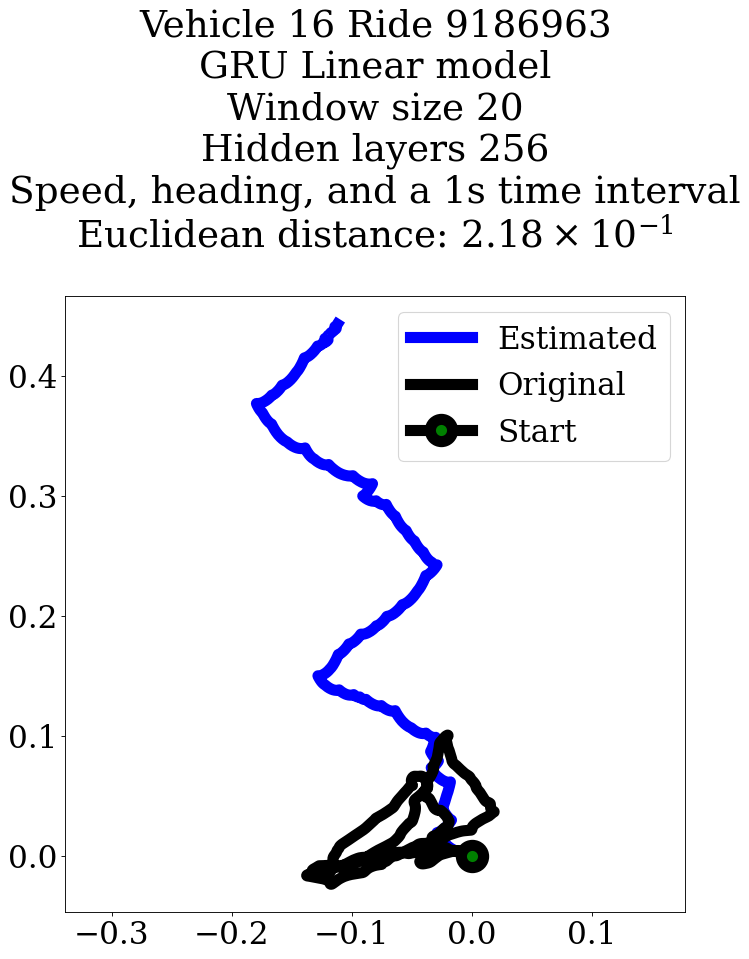 Vehicle 16 Ride 9186963
GRU Linear model
Window size 20
Hidden layers 256
Speed, heading, and a 1s time interval
Euclidean distance: 2.18 × 10⁻¹
Estimated
Original
Start
0.4
0.3
0.2
0.1
0.0
−0.3 −0.2 −0.1 0.0 0.1